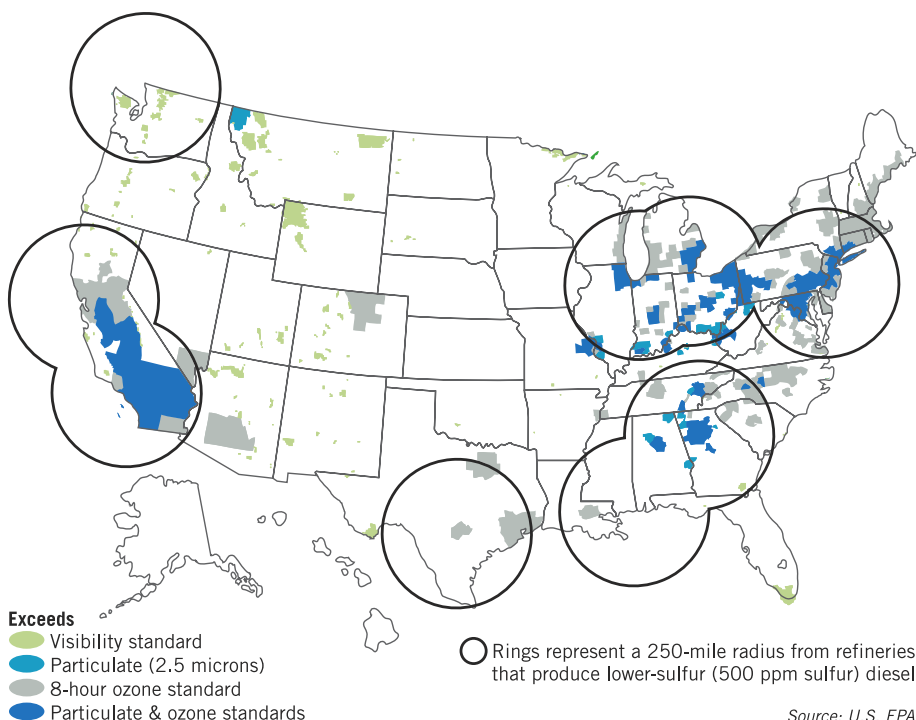 Exceeds
Visibility standard
Particulate (2.5 microns)
8-hour ozone standard
Particulate & ozone standards
Rings represent a 250-mile radius from refineries
that produce lower-sulfur (500 ppm sulfur) diesel
Source: U.S. EPA